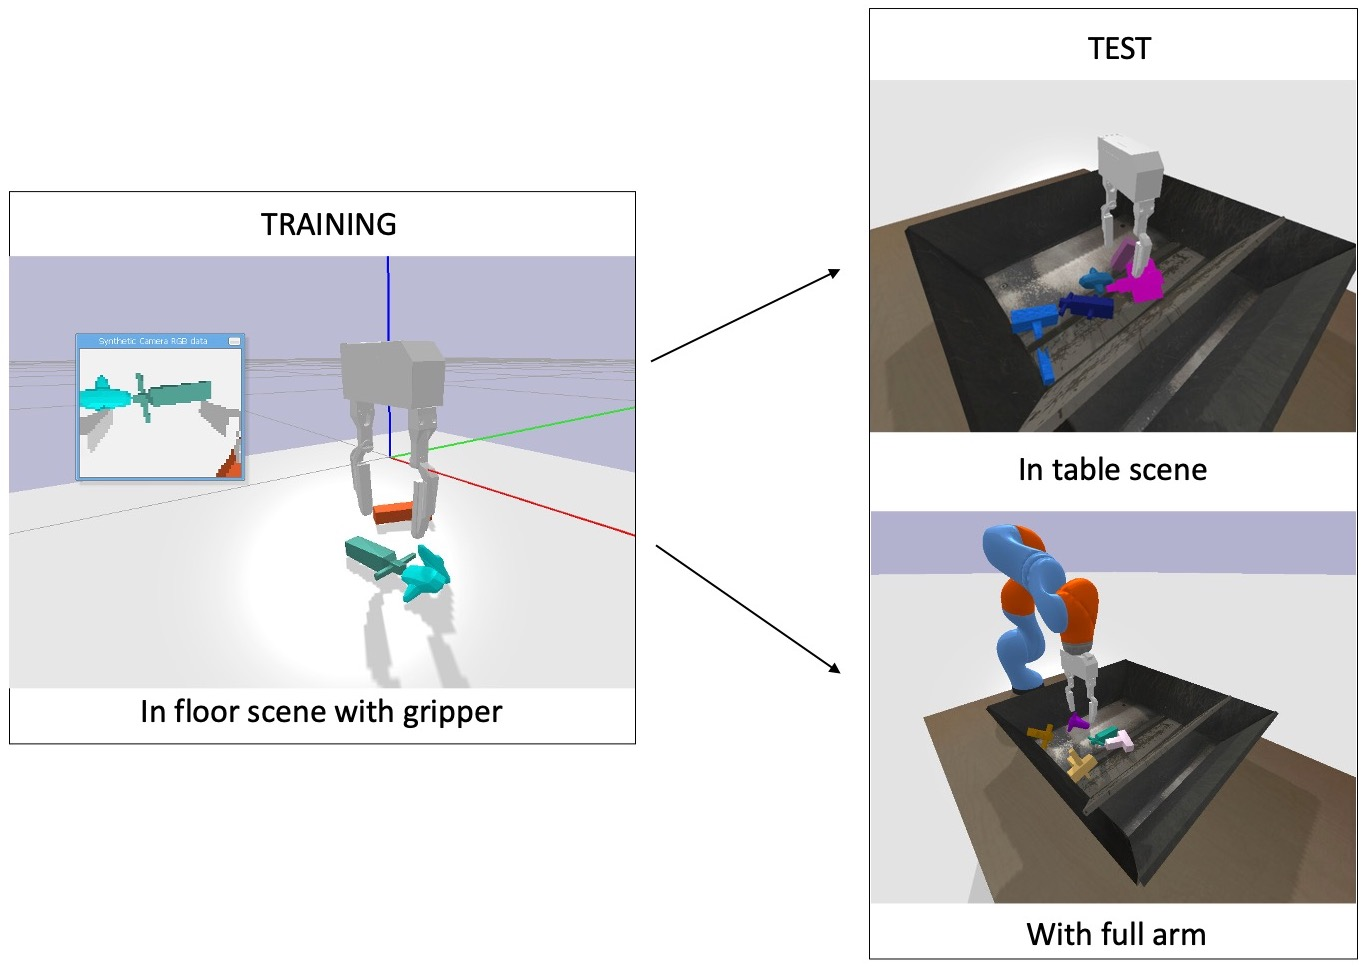 TRAINING
Synthetic Camera RGB data
In floor scene with gripper
TEST
In table scene
With full arm